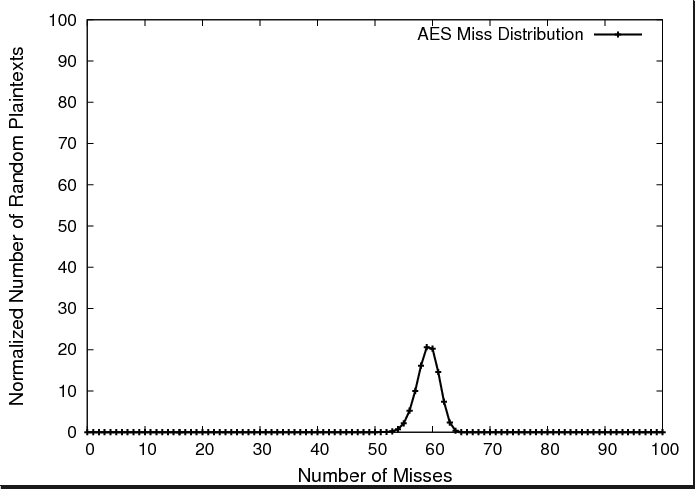 AES Miss Distribution
Normalized Number of Random Plaintexts
100
90
80
70
60
50
40
30
20
10
0
0 10 20 30 40 50 60 70 80 90 100
Number of Misses